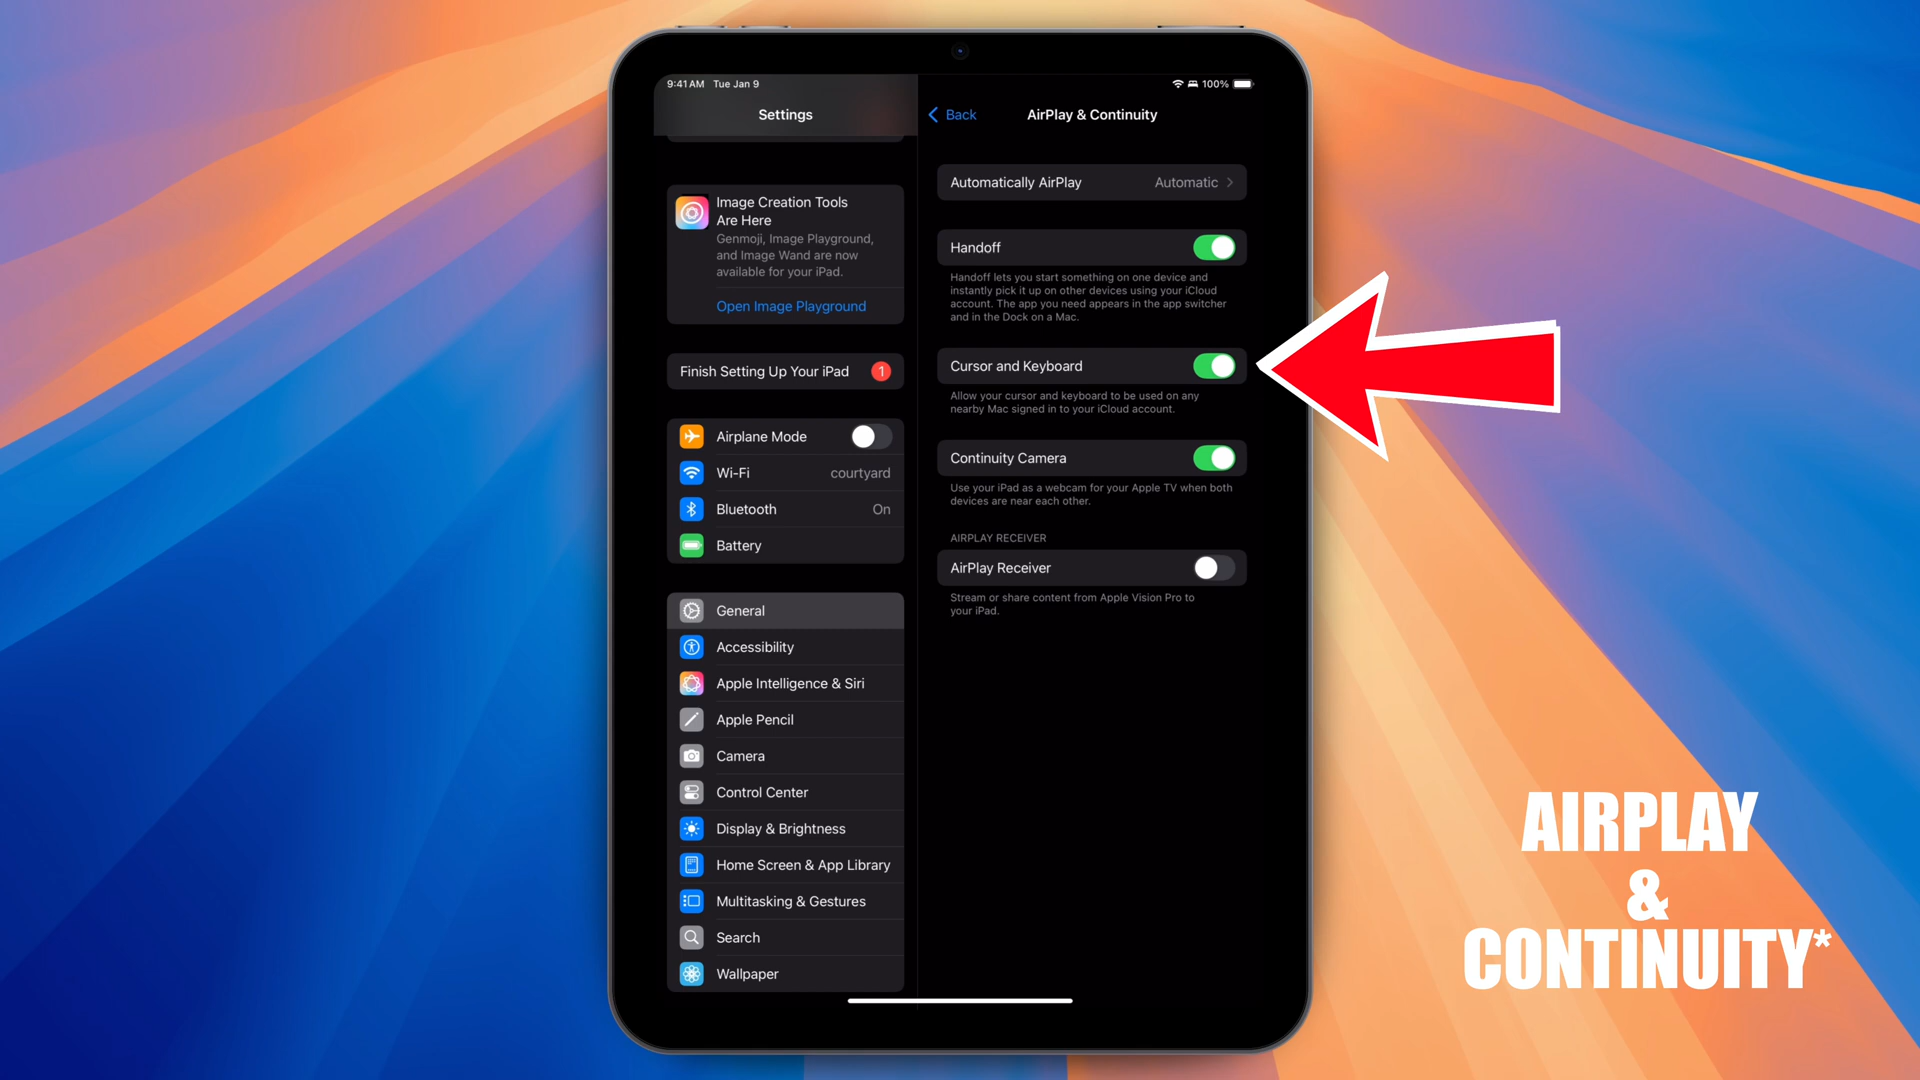 9:41 AM Tue Jan 9
100%
Settings
Image Creation Tools
Are Here
Genmoji, Image Playground,
and Image Wand are now
available for your iPad.
Open Image Playground
Finish Setting Up Your iPad 1
Airplane Mode
Wi-Fi courtyard
Bluetooth On
Battery
General
Accessibility
Apple Intelligence & Siri
Apple Pencil
Camera
Control Center
Display & Brightness
Home Screen & App Library
Multitasking & Gestures
Search
Wallpaper
Back
AirPlay & Continuity
Automatically AirPlay Automatic
Handoff
Handoff lets you start something on one device and
instantly pick it up on other devices using your iCloud
account. The app you need appears in the app switcher
and in the Dock on a Mac.
Cursor and Keyboard
Allow your cursor and keyboard to be used on any
nearby Mac signed in to your iCloud account.
Continuity Camera
Use your iPad as a webcam for your Apple TV when both
devices are near each other.
AIRPLAY RECEIVER
AirPlay Receiver
Stream or share content from Apple Vision Pro to
your iPad.
AIRPLAY
&
CONTINUITY*